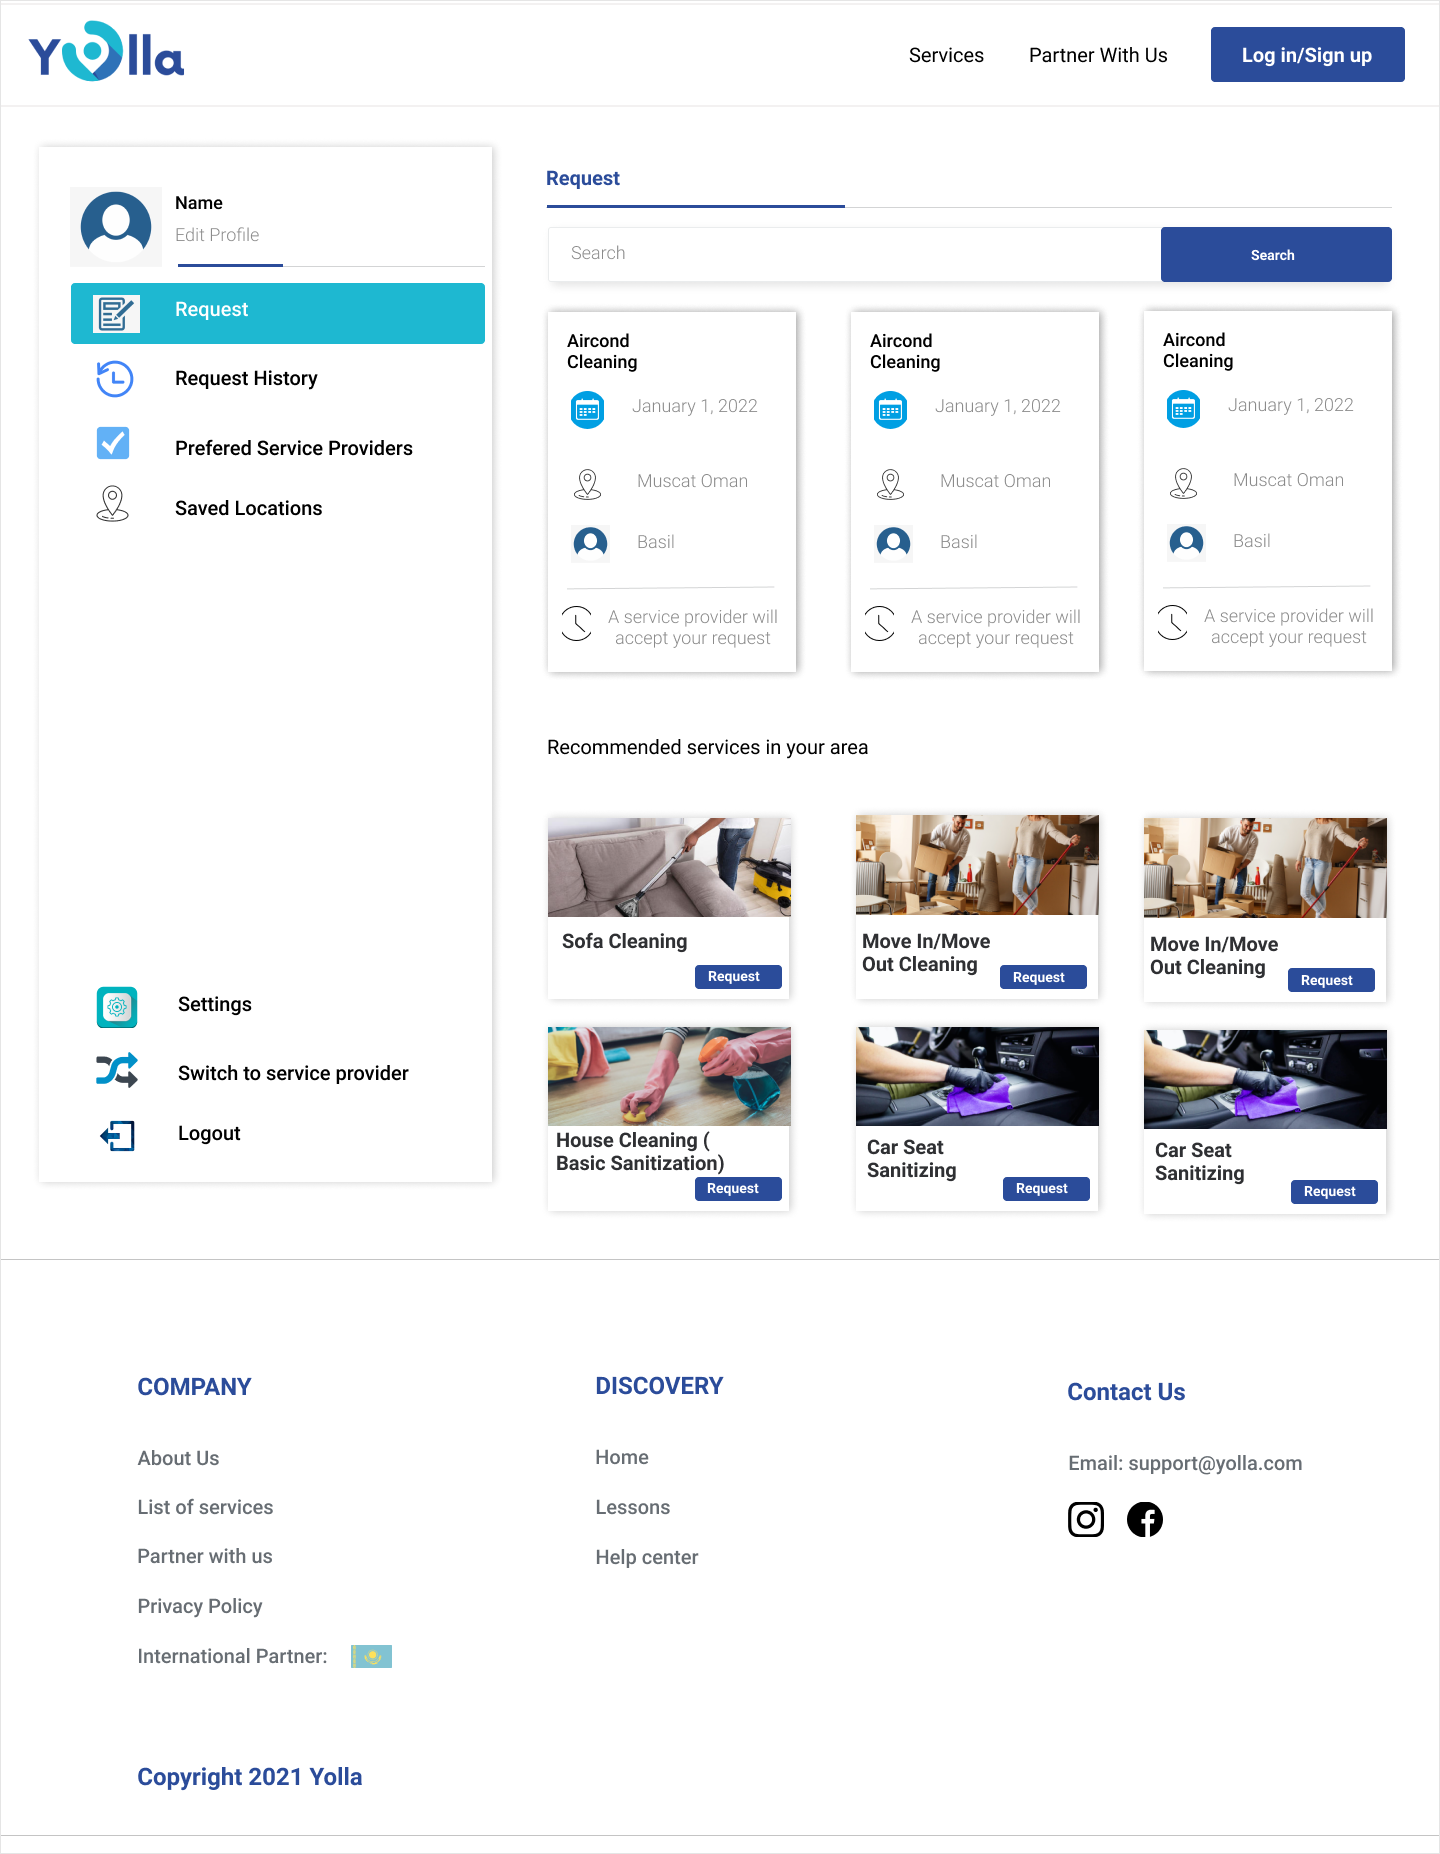 Yolla
Services
Partner With Us
Log in/Sign up
Name
Edit Profile
Request
Request History
Prefered Service Providers
Saved Locations
Settings
Switch to service provider
Logout
Request
Search
Search
Aircond
Cleaning
January 1, 2022
Muscat Oman
Basil
A service provider will
accept your request
Aircond
Cleaning
January 1, 2022
Muscat Oman
Basil
A service provider will
accept your request
Aircond
Cleaning
January 1, 2022
Muscat Oman
Basil
A service provider will
accept your request
Recommended services in your area
Sofa Cleaning
Request
Move In/Move
Out Cleaning
Request
Move In/Move
Out Cleaning
Request
House Cleaning (
Basic Sanitization)
Request
Car Seat
Sanitizing
Request
Car Seat
Sanitizing
Request
COMPANY
About Us
List of services
Partner with us
Privacy Policy
International Partner:
DISCOVERY
Home
Lessons
Help center
Contact Us
Email: support@yolla.com
Copyright 2021 Yolla